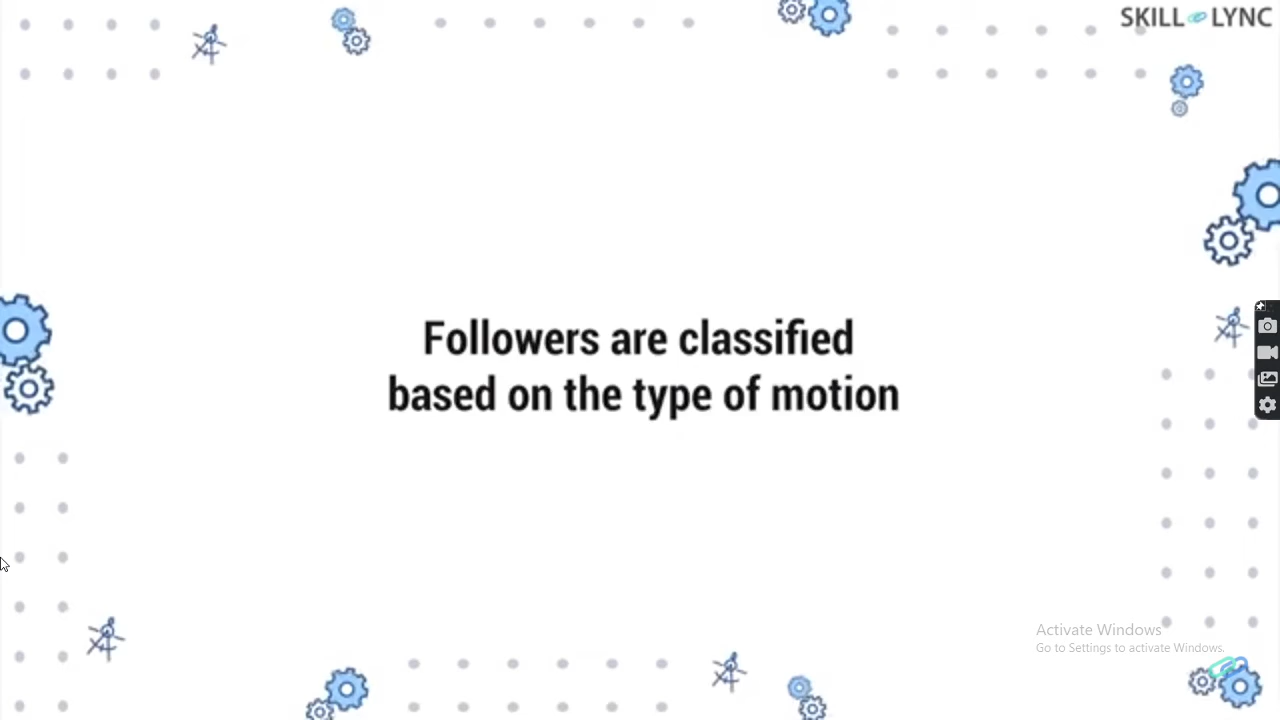 SKILL LYNC
Followers are classified
based on the type of motion
Activate Windows
Go to Settings to activate Windows.